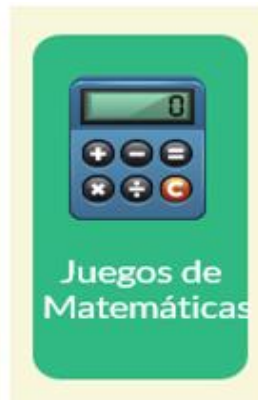 0
+ - =
× ÷ C
Juegos de
Matemáticas